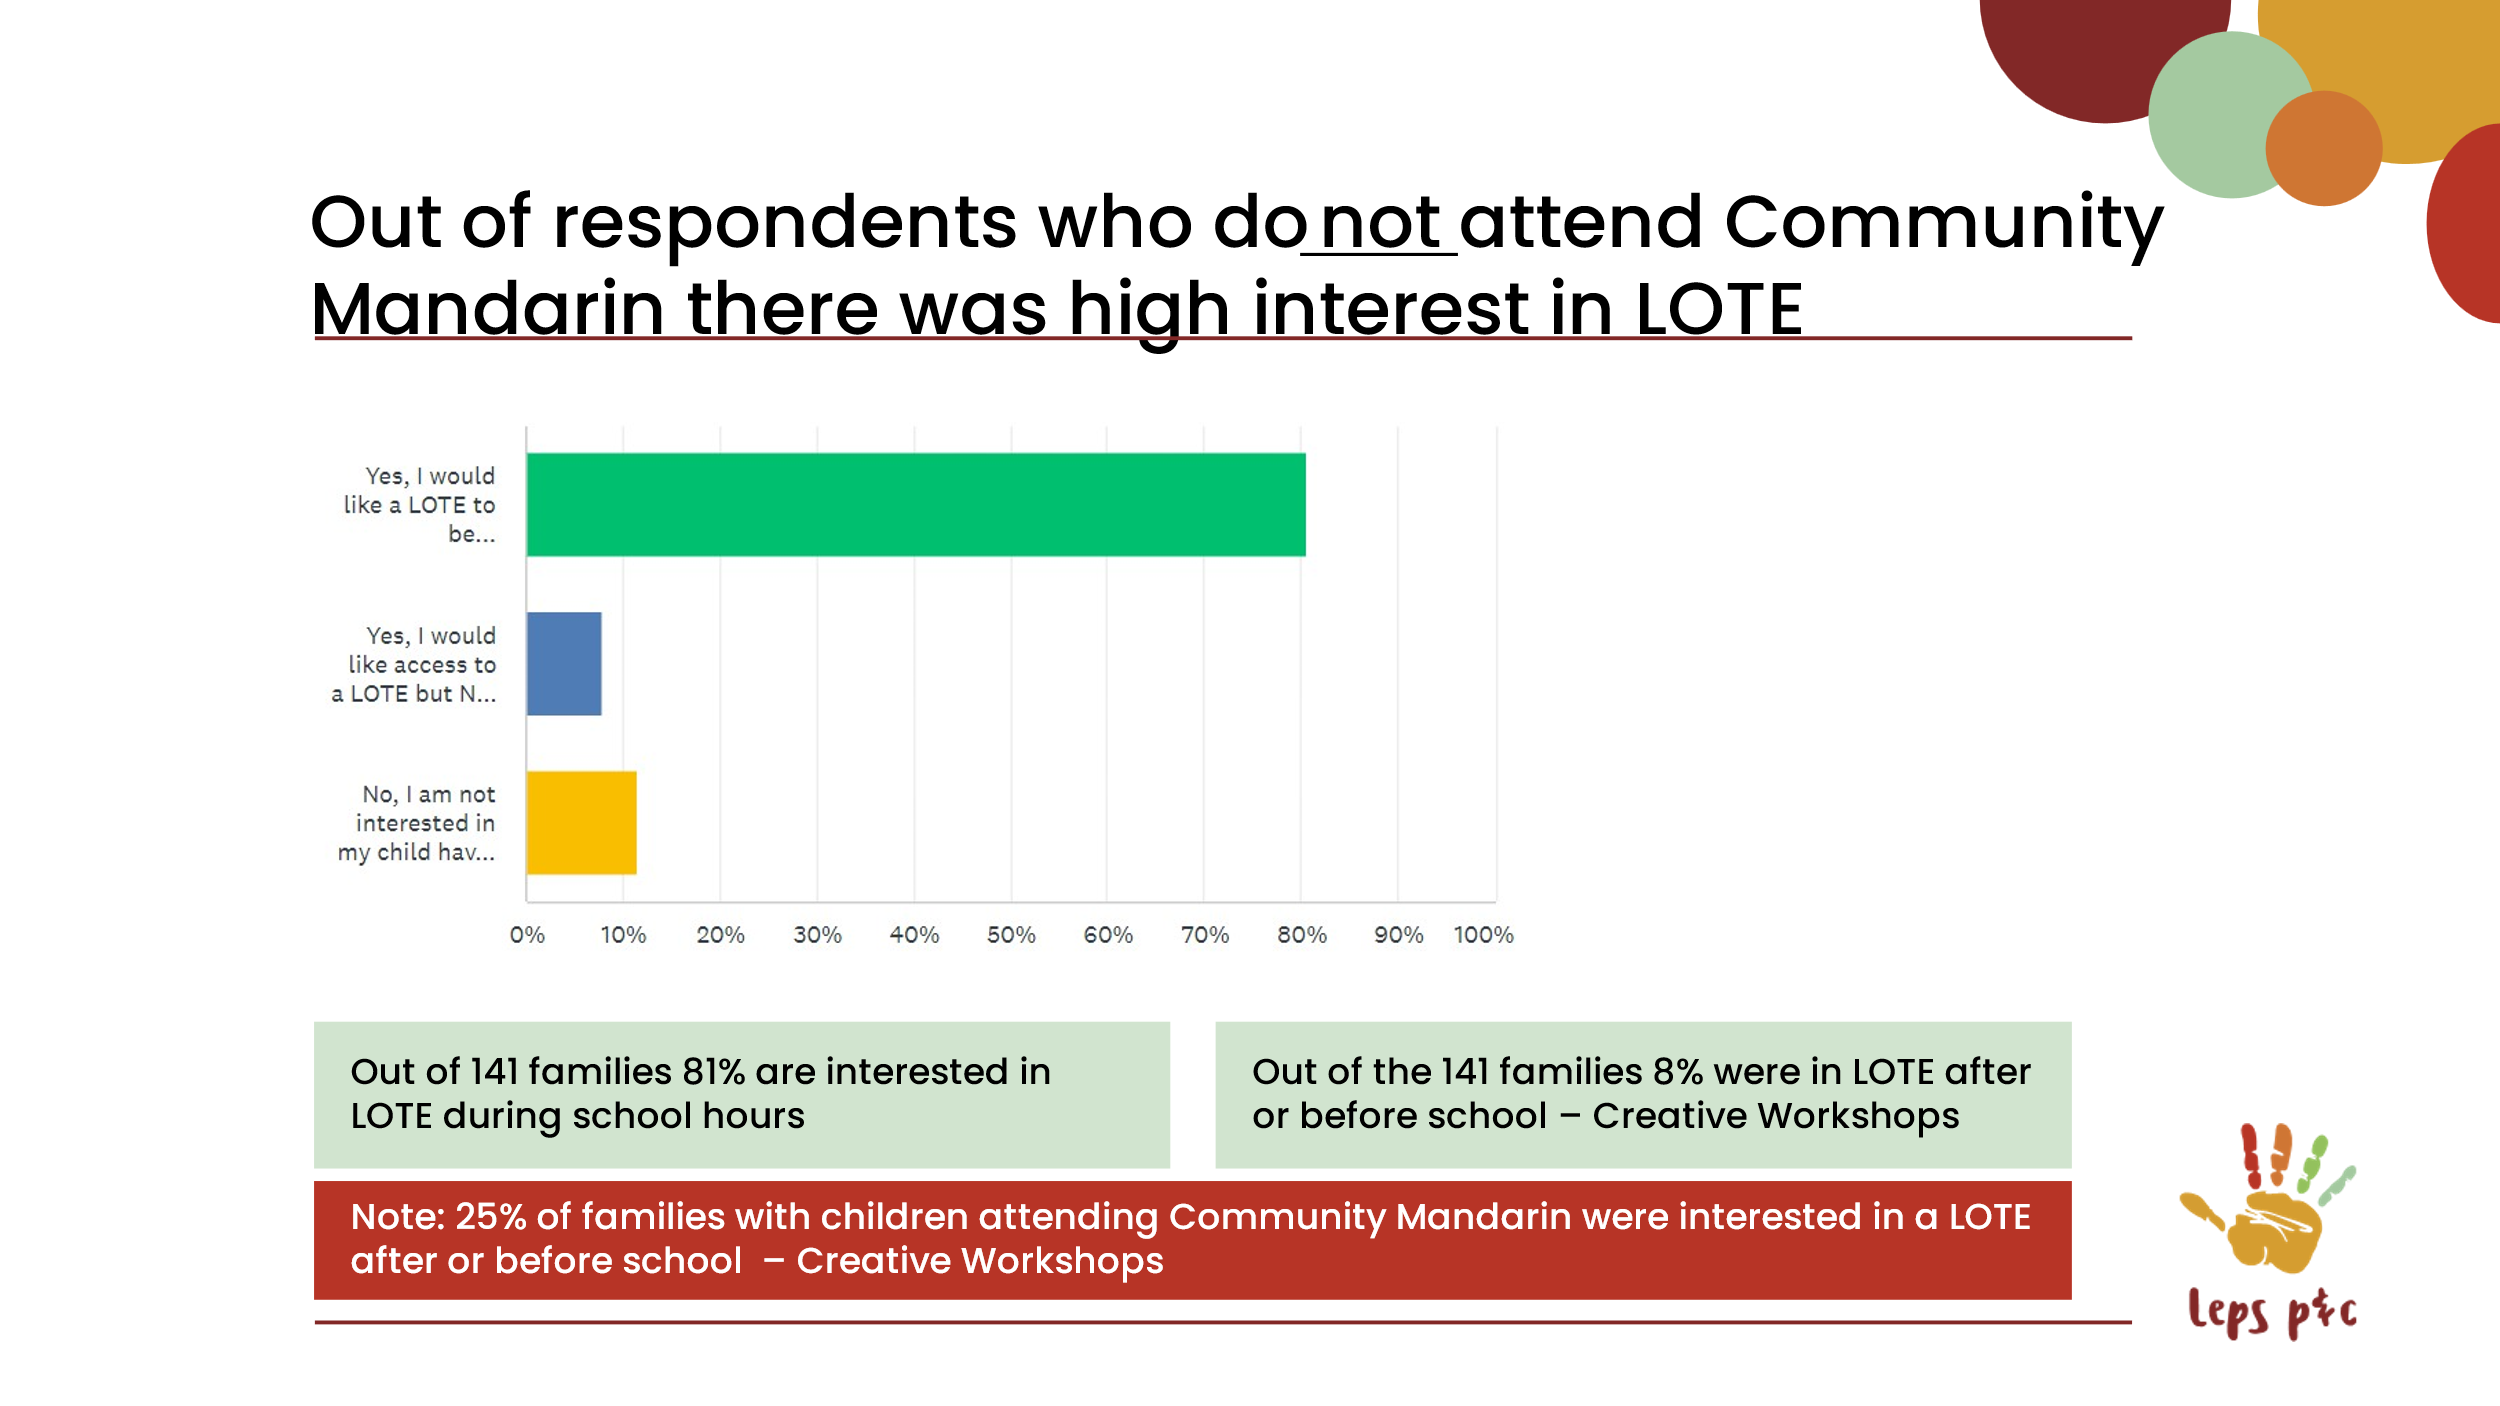 Out of respondents who do not attend Community
Mandarin there was high interest in LOTE
Yes, I would
like a LOTE to
be...
Yes, I would
like access to
a LOTE but N...
No, I am not
interested in
my child hav...
0% 10% 20% 30% 40% 50% 60% 70% 80% 90% 100%
Out of 141 families 81% are interested in
LOTE during school hours
Out of the 141 families 8% were in LOTE after
or before school – Creative Workshops
Note: 25% of families with children attending Community Mandarin were interested in a LOTE
after or before school – Creative Workshops
leps p&c